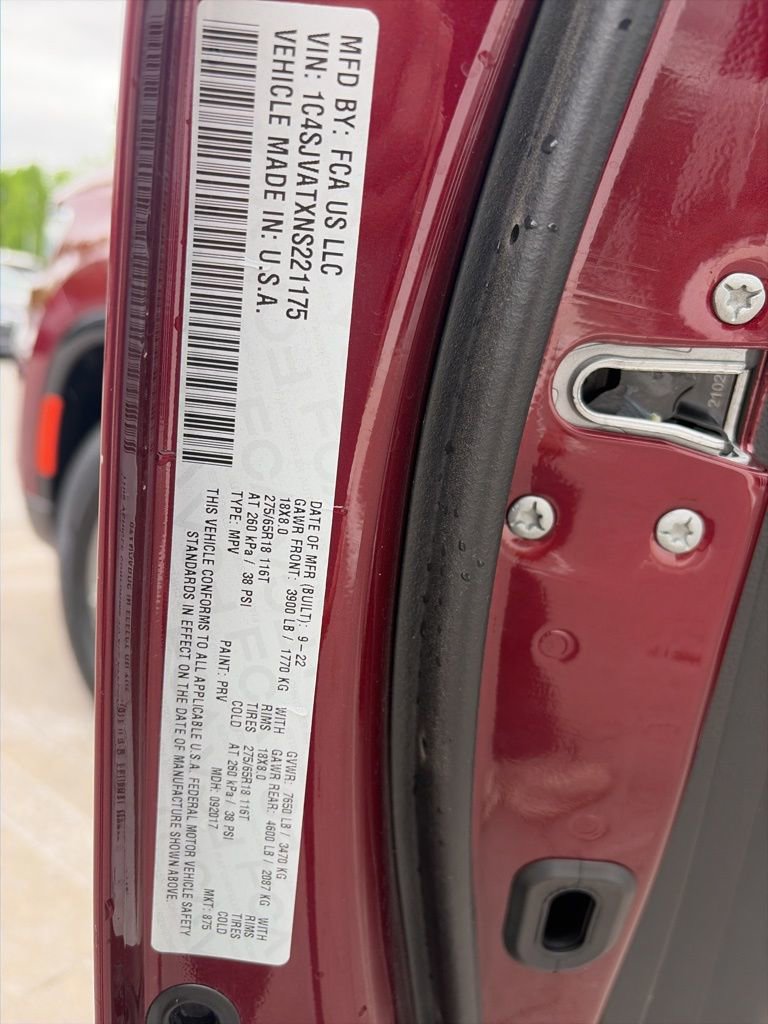 MFD BY: FCA US LLC
VIN: 1C4SJVATXNS221175
VEHICLE MADE IN: U.S.A.
DATE OF MFR (BUILT): 9-22 GVWR: 7650 LB / 3470 KG
GAWR FRONT: 3900 LB / 1770 KG WITH GAWR REAR: 4600 LB / 2087 KG WITH
18X8.0 RIMS 18X8.0 RIMS
275/65R18 116T TIRES 275/65R18 116T TIRES
AT 260 kPa / 38 PSI COLD AT 260 kPa / 38 PSI COLD
TYPE: MPV PAINT: PRV MDH: 092017 MKT: 875
THIS VEHICLE CONFORMS TO ALL APPLICABLE U.S.A. FEDERAL MOTOR VEHICLE SAFETY
STANDARDS IN EFFECT ON THE DATE OF MANUFACTURE SHOWN ABOVE.
2102